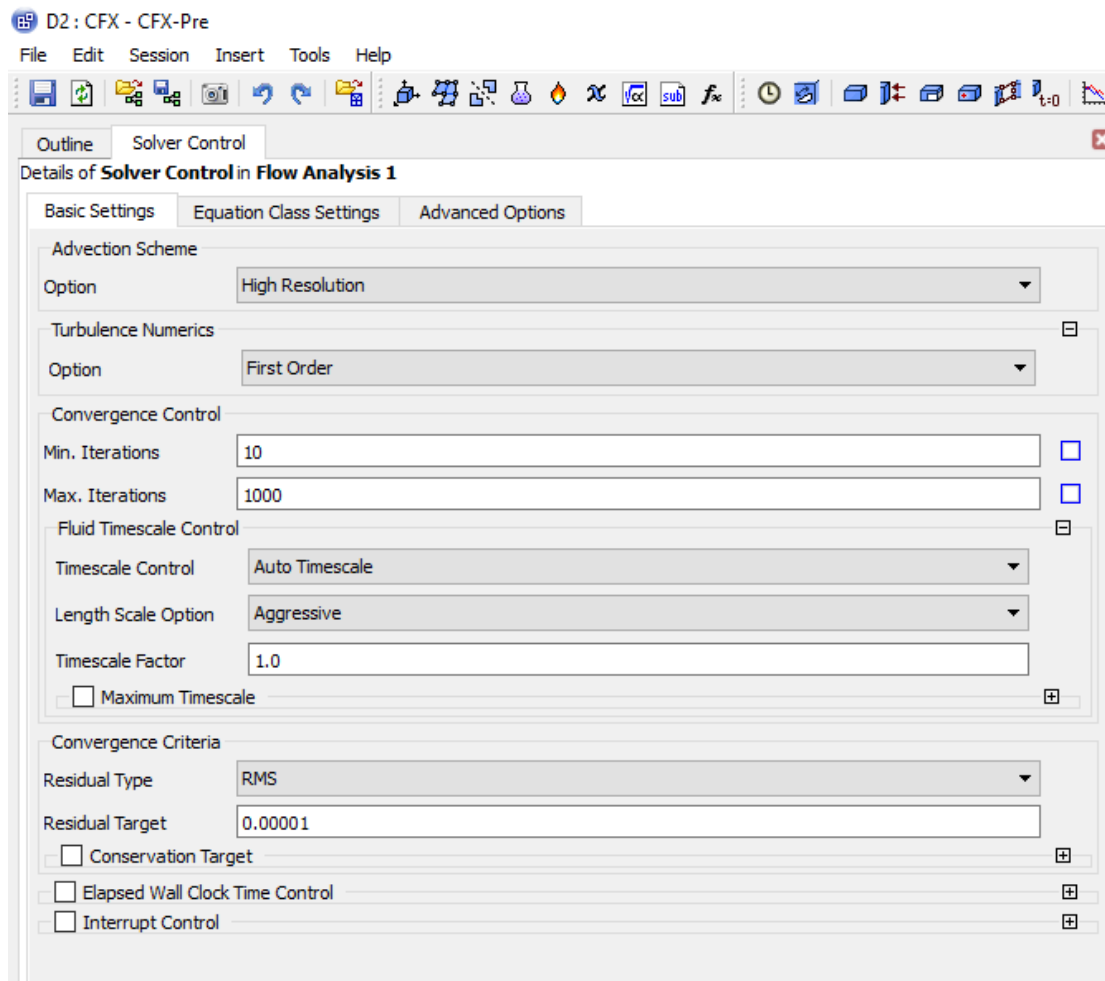 D2 : CFX - CFX-Pre
File Edit Session Insert Tools Help
x √α sub fx t=0
Outline Solver Control
Details of Solver Control in Flow Analysis 1
Basic Settings Equation Class Settings Advanced Options
Advection Scheme
Option High Resolution
Turbulence Numerics
Option First Order
Convergence Control
Min. Iterations 10
Max. Iterations 1000
Fluid Timescale Control
Timescale Control Auto Timescale
Length Scale Option Aggressive
Timescale Factor 1.0
Maximum Timescale
Convergence Criteria
Residual Type RMS
Residual Target 0.00001
Conservation Target
Elapsed Wall Clock Time Control
Interrupt Control